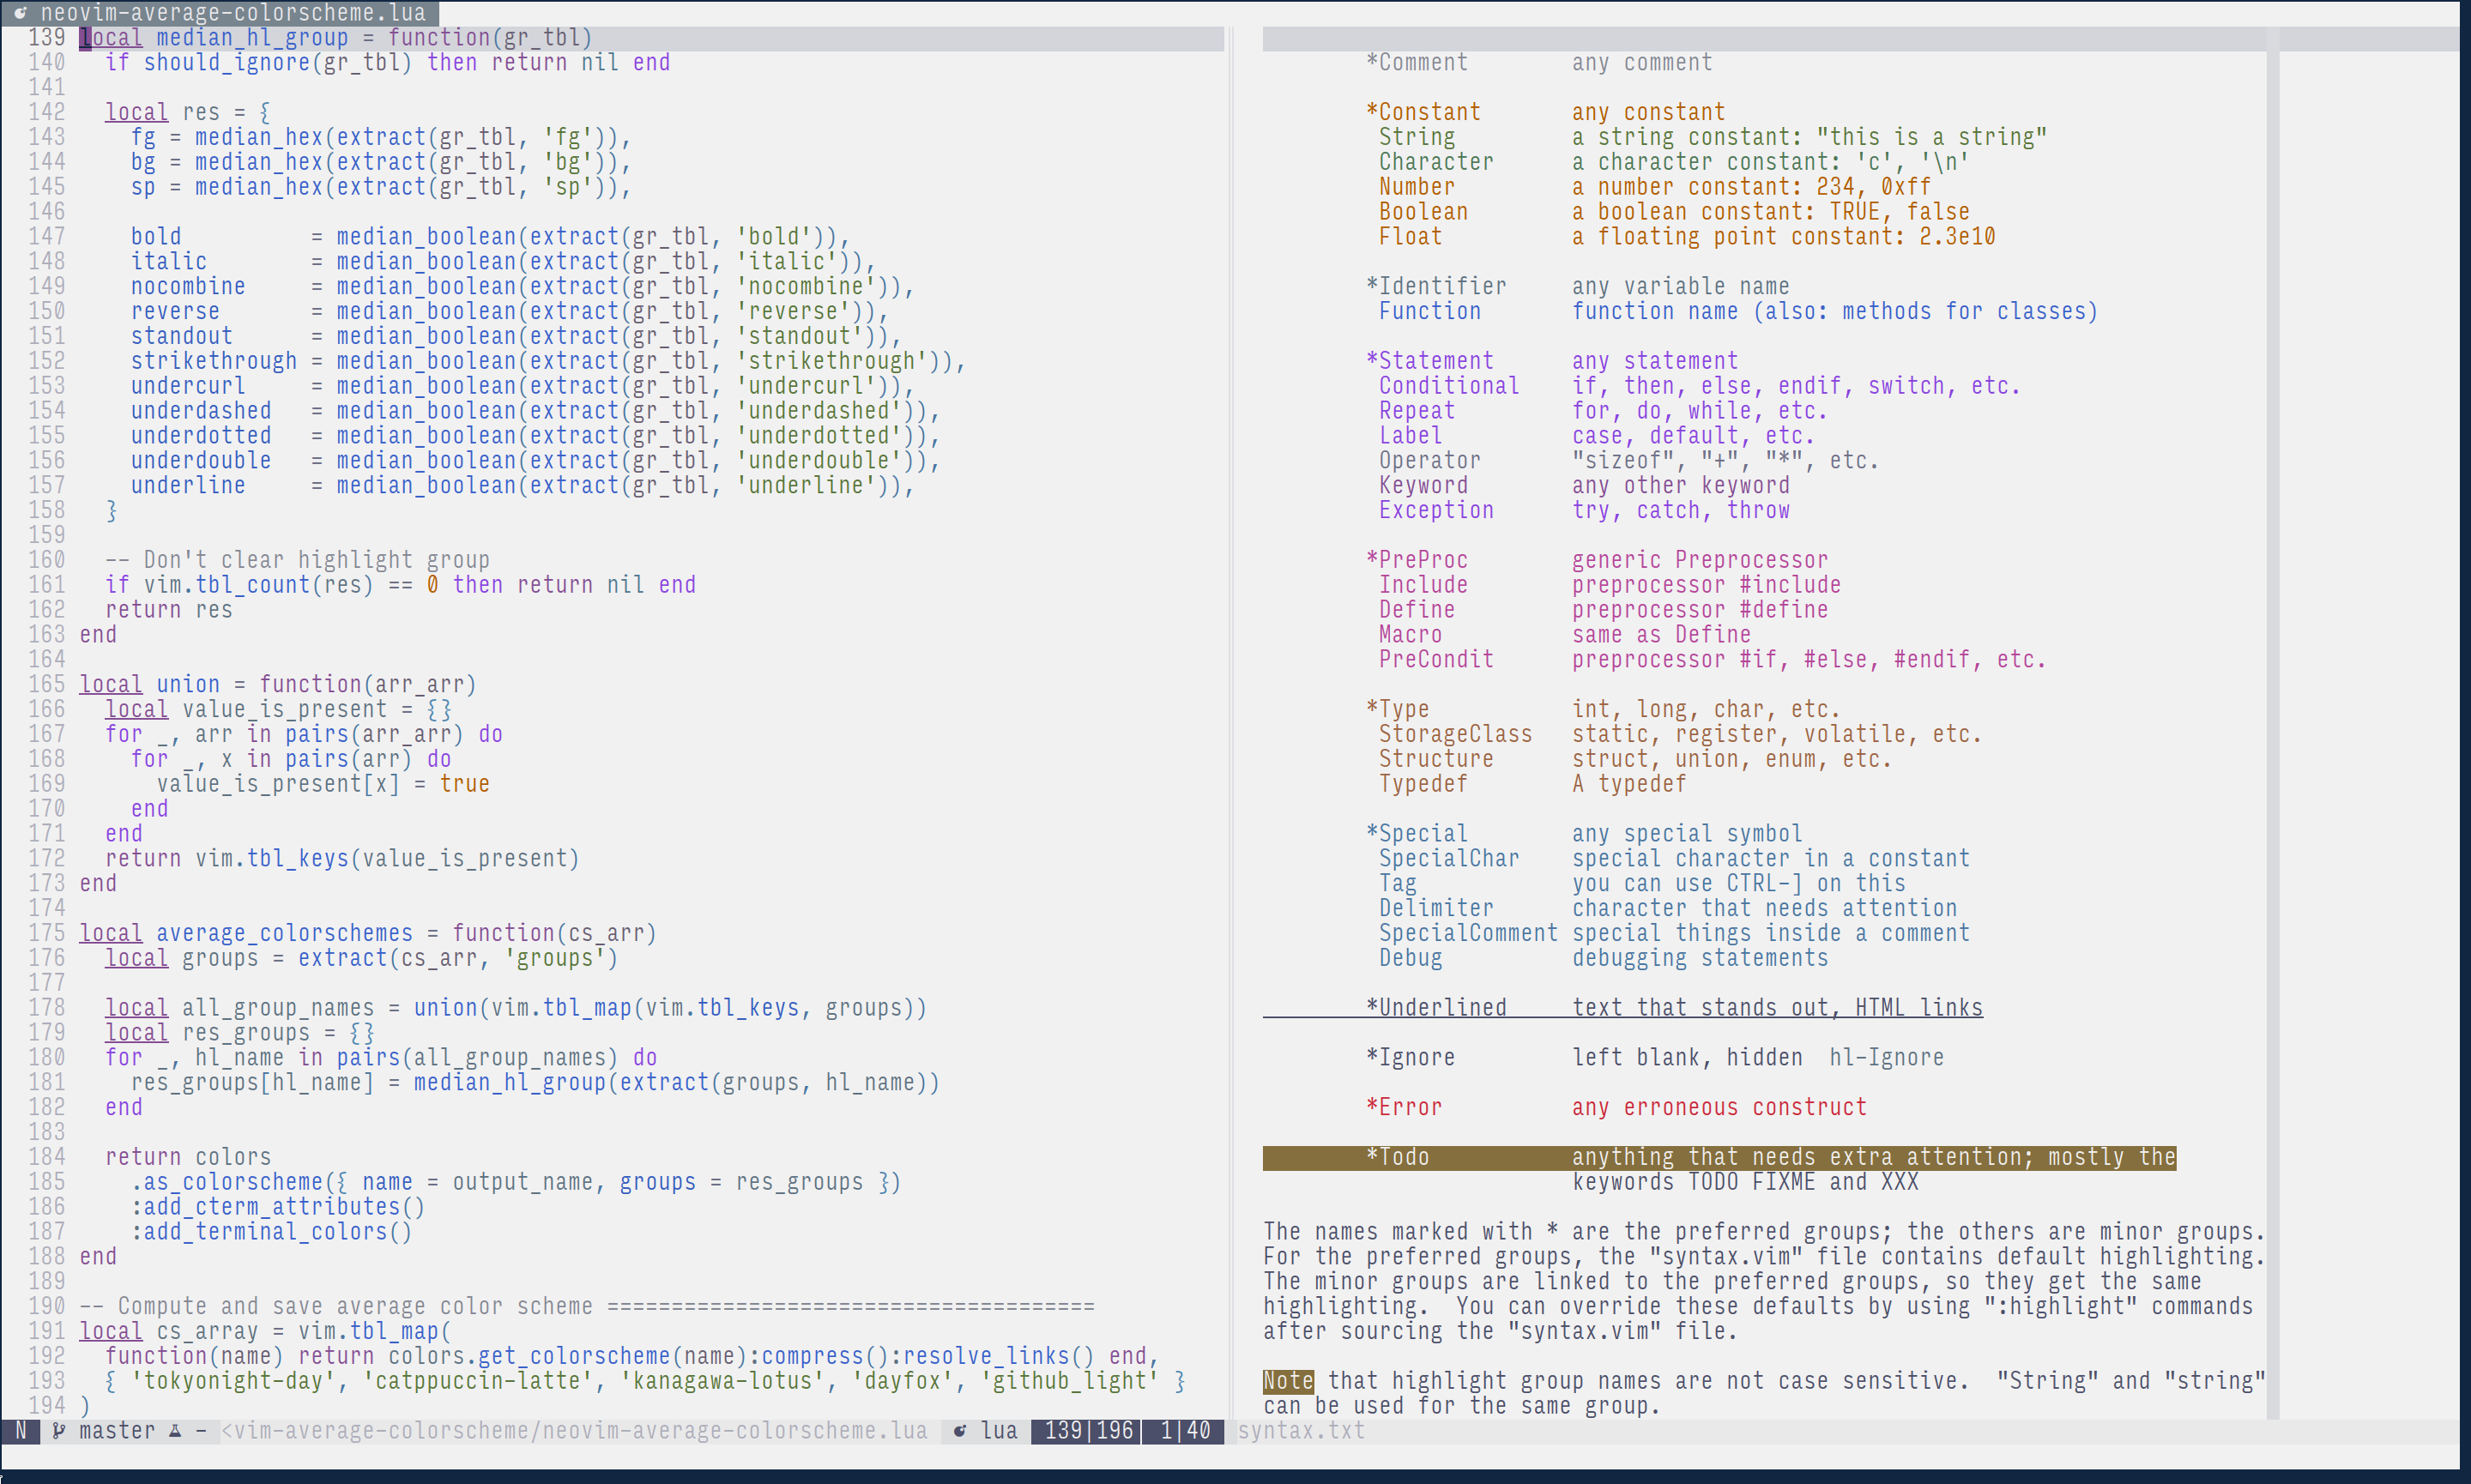 neovim-average-colorscheme.lua
139 local median_hl_group = function(gr_tbl)
140   if should_ignore(gr_tbl) then return nil end
141
142   local res = {
143     fg = median_hex(extract(gr_tbl, 'fg')),
144     bg = median_hex(extract(gr_tbl, 'bg')),
145     sp = median_hex(extract(gr_tbl, 'sp')),
146
147     bold          = median_boolean(extract(gr_tbl, 'bold')),
148     italic        = median_boolean(extract(gr_tbl, 'italic')),
149     nocombine     = median_boolean(extract(gr_tbl, 'nocombine')),
150     reverse       = median_boolean(extract(gr_tbl, 'reverse')),
151     standout      = median_boolean(extract(gr_tbl, 'standout')),
152     strikethrough = median_boolean(extract(gr_tbl, 'strikethrough')),
153     undercurl     = median_boolean(extract(gr_tbl, 'undercurl')),
154     underdashed   = median_boolean(extract(gr_tbl, 'underdashed')),
155     underdotted   = median_boolean(extract(gr_tbl, 'underdotted')),
156     underdouble   = median_boolean(extract(gr_tbl, 'underdouble')),
157     underline     = median_boolean(extract(gr_tbl, 'underline')),
158   }
159
160   -- Don't clear highlight group
161   if vim.tbl_count(res) == 0 then return nil end
162   return res
163 end
164
165 local union = function(arr_arr)
166   local value_is_present = {}
167   for _, arr in pairs(arr_arr) do
168     for _, x in pairs(arr) do
169       value_is_present[x] = true
170     end
171   end
172   return vim.tbl_keys(value_is_present)
173 end
174
175 local average_colorschemes = function(cs_arr)
176   local groups = extract(cs_arr, 'groups')
177
178   local all_group_names = union(vim.tbl_map(vim.tbl_keys, groups))
179   local res_groups = {}
180   for _, hl_name in pairs(all_group_names) do
181     res_groups[hl_name] = median_hl_group(extract(groups, hl_name))
182   end
183
184   return colors
185     .as_colorscheme({ name = output_name, groups = res_groups })
186     :add_cterm_attributes()
187     :add_terminal_colors()
188 end
189
190 -- Compute and save average color scheme ======================================
191 local cs_array = vim.tbl_map(
192   function(name) return colors.get_colorscheme(name):compress():resolve_links() end,
193   { 'tokyonight-day', 'catppuccin-latte', 'kanagawa-lotus', 'dayfox', 'github_light' }
194 )
N master - <vim-average-colorscheme/neovim-average-colorscheme.lua lua 139|196 1|40
*Comment any comment
*Constant any constant
String a string constant: "this is a string"
Character a character constant: 'c', '\n'
Number a number constant: 234, 0xff
Boolean a boolean constant: TRUE, false
Float a floating point constant: 2.3e10
*Identifier any variable name
Function function name (also: methods for classes)
*Statement any statement
Conditional if, then, else, endif, switch, etc.
Repeat for, do, while, etc.
Label case, default, etc.
Operator "sizeof", "+", "*", etc.
Keyword any other keyword
Exception try, catch, throw
*PreProc generic Preprocessor
Include preprocessor #include
Define preprocessor #define
Macro same as Define
PreCondit preprocessor #if, #else, #endif, etc.
*Type int, long, char, etc.
StorageClass static, register, volatile, etc.
Structure struct, union, enum, etc.
Typedef A typedef
*Special any special symbol
SpecialChar special character in a constant
Tag you can use CTRL-] on this
Delimiter character that needs attention
SpecialComment special things inside a comment
Debug debugging statements
*Underlined text that stands out, HTML links
*Ignore left blank, hidden  hl-Ignore
*Error any erroneous construct
*Todo anything that needs extra attention; mostly the
keywords TODO FIXME and XXX
The names marked with * are the preferred groups; the others are minor groups.
For the preferred groups, the "syntax.vim" file contains default highlighting.
The minor groups are linked to the preferred groups, so they get the same
highlighting.  You can override these defaults by using ":highlight" commands
after sourcing the "syntax.vim" file.
Note that highlight group names are not case sensitive.  "String" and "string"
can be used for the same group.
syntax.txt